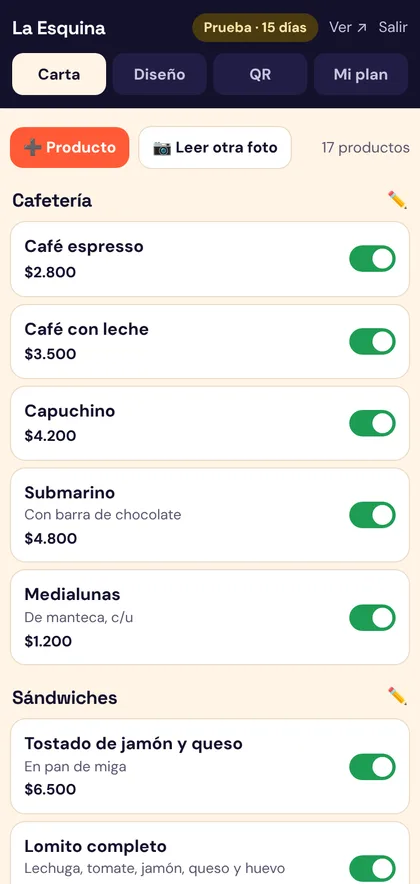 La Esquina
Prueba · 15 días
Ver ↗
Salir
Carta
Diseño
QR
Mi plan
➕ Producto
📷 Leer otra foto
17 productos
Cafetería
Café espresso
$2.800
Café con leche
$3.500
Capuchino
$4.200
Submarino
Con barra de chocolate
$4.800
Medialunas
De manteca, c/u
$1.200
Sándwiches
Tostado de jamón y queso
En pan de miga
$6.500
Lomito completo
Lechuga, tomate, jamón, queso y huevo